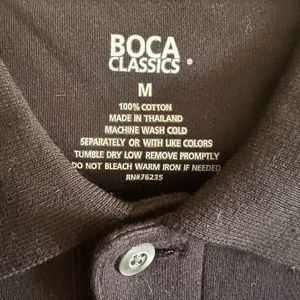 BOCA
CLASSICS®
M
100% COTTON
MADE IN THAILAND
MACHINE WASH COLD
SEPARATELY OR WITH LIKE COLORS
TUMBLE DRY LOW REMOVE PROMPTLY
DO NOT BLEACH WARM IRON IF NEEDED
RN#76235